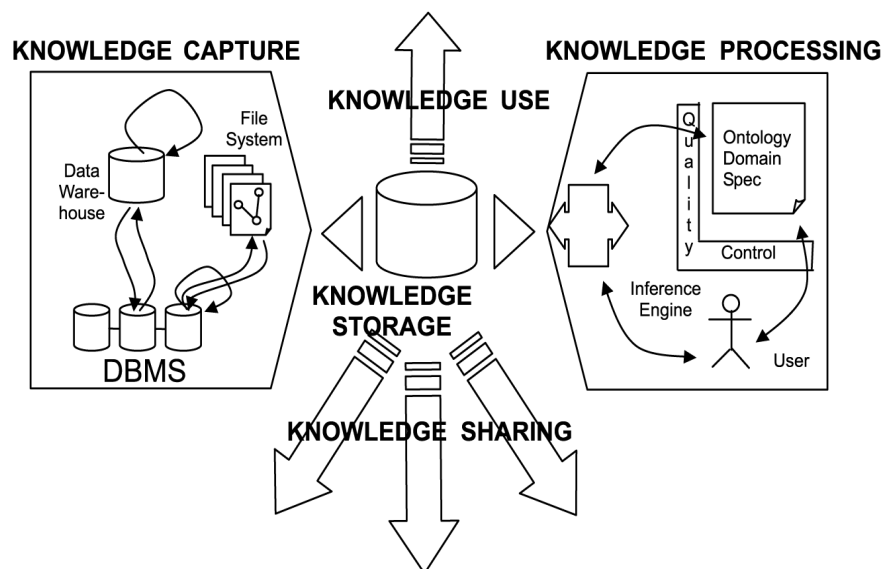 KNOWLEDGE CAPTURE
Data
Ware-
house
File
System
DBMS
KNOWLEDGE USE
KNOWLEDGE
STORAGE
KNOWLEDGE SHARING
KNOWLEDGE PROCESSING
Quality
Control
Ontology
Domain
Spec
Inference
Engine
User